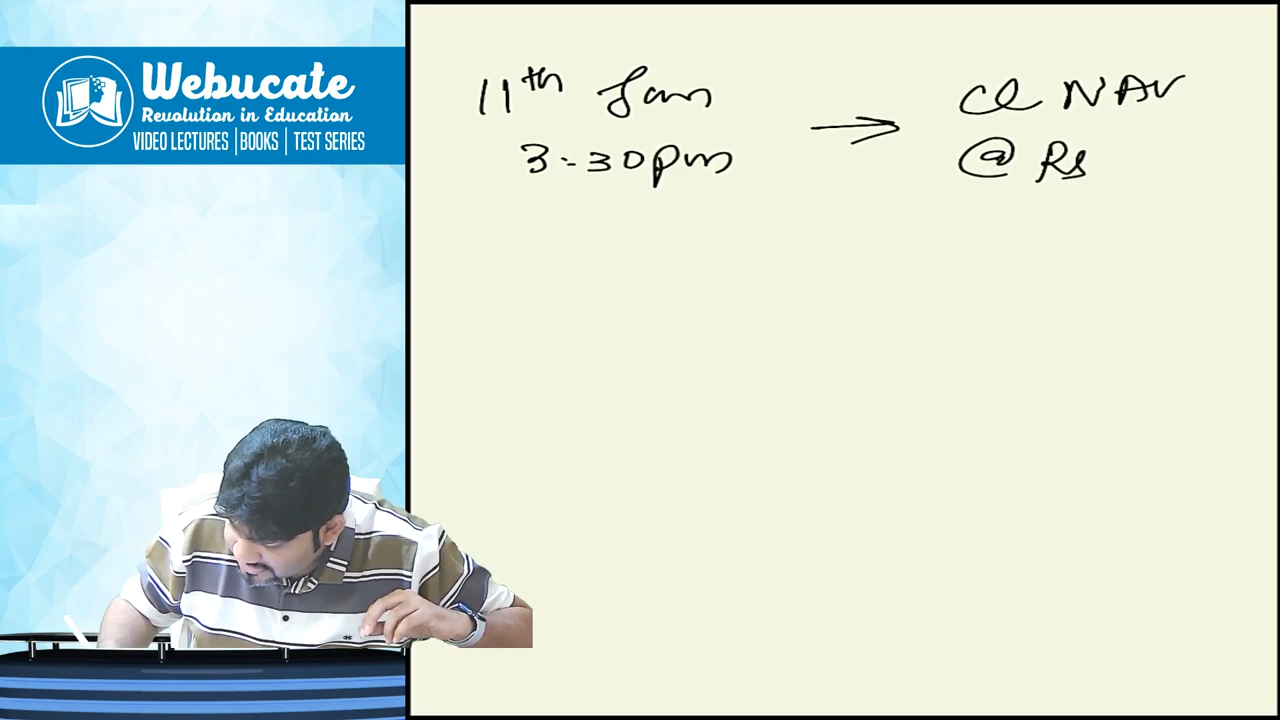 Webucate
Revolution in Education
VIDEO LECTURES | BOOKS | TEST SERIES
11th Jan
3:30pm
→
Cl NAV
@ Rs